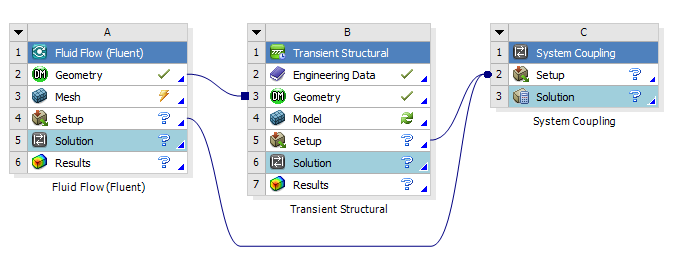 A
1 Fluid Flow (Fluent)
2 DM Geometry ?
3 Mesh
4 Setup ?
5 Solution ?
6 Results ?
Fluid Flow (Fluent)
B
1 Transient Structural
2 Engineering Data
3 DM Geometry
4 Model
5 Setup ?
6 Solution ?
7 Results ?
Transient Structural
C
1 System Coupling
2 Setup ?
3 Solution ?
System Coupling